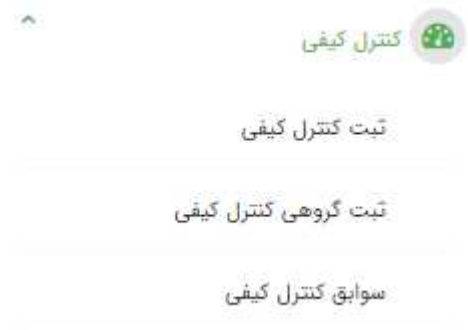 کنترل کیفی
ثبت کنترل کیفی
ثبت گروهی کنترل کیفی
سوابق کنترل کیفی